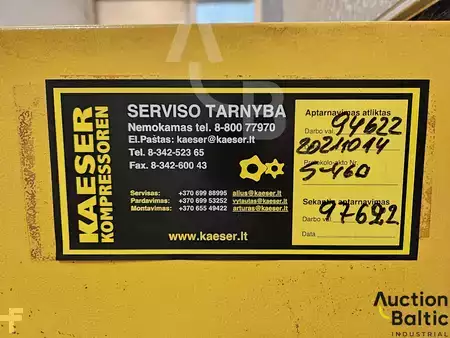 KAESER
KOMPRESSOREN
SERVISO TARNYBA
Nemokamas tel. 8-800 77970
El.Paštas: kaeser@kaeser.lt
Tel. 8-342-523 65
Fax. 8-342-600 43
Servisas: +370 699 88995 alius@kaeser.lt
Pardavimas: +370 699 53252 vytautas@kaeser.lt
Montavimas: +370 655 49422 arturas@kaeser.lt
www.kaeser.lt
Aptarnavimas atliktas
Darbo val. 94622
20211014
Protokolo-akto Nr.
S-460
Sekantis aptarnavimas
Darbo val. 97622
Data
Auction
Baltic
INDUSTRIAL